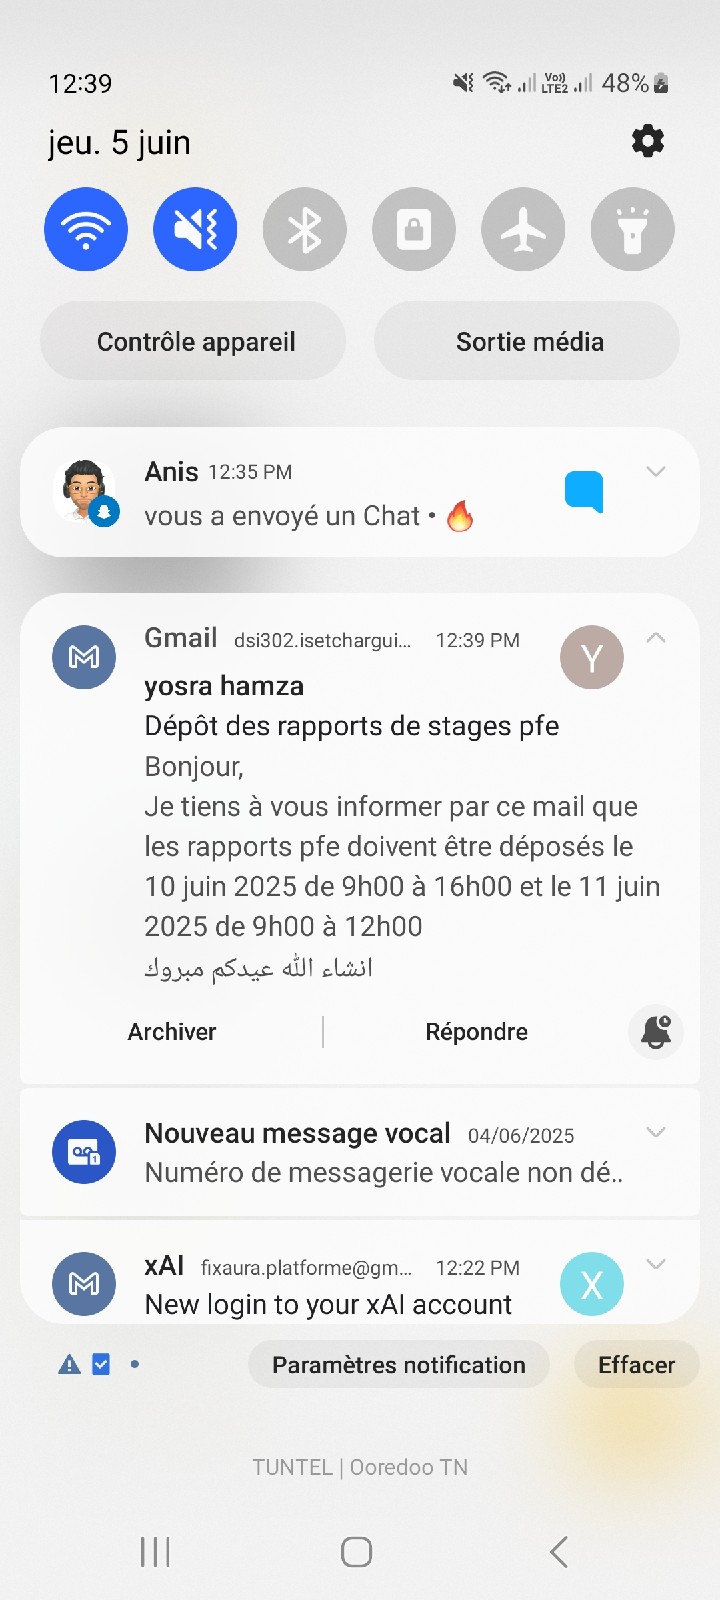 12:39
Vo)) LTE2 48%
jeu. 5 juin
Contrôle appareil
Sortie média
Anis 12:35 PM
vous a envoyé un Chat • 🔥
Gmail dsi302.isetchargui... 12:39 PM
Y
yosra hamza
Dépôt des rapports de stages pfe
Bonjour,
Je tiens à vous informer par ce mail que
les rapports pfe doivent être déposés le
10 juin 2025 de 9h00 à 16h00 et le 11 juin
2025 de 9h00 à 12h00
انشاء الله عيدكم مبروك
Archiver
Répondre
Nouveau message vocal 04/06/2025
Numéro de messagerie vocale non dé..
xAI fixaura.platforme@gm... 12:22 PM
X
New login to your xAI account
Paramètres notification
Effacer
TUNTEL | Ooredoo TN